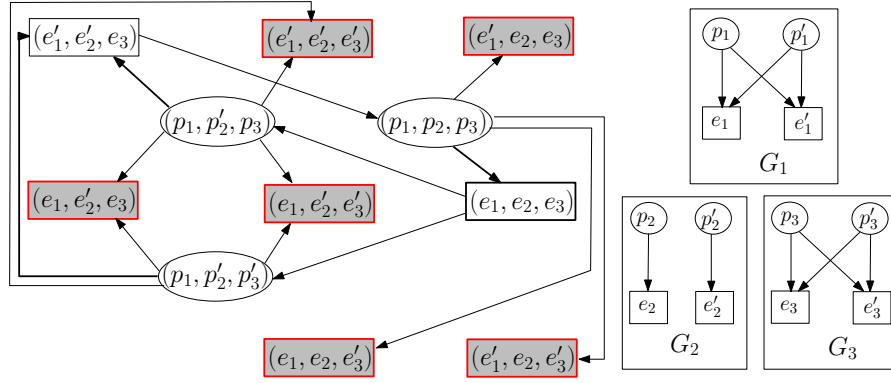 (e′₁, e′₂, e₃)
(e′₁, e′₂, e′₃)
(e′₁, e₂, e₃)
(p₁, p′₂, p₃)
(p₁, p₂, p₃)
(e₁, e′₂, e₃)
(e₁, e′₂, e′₃)
(e₁, e₂, e₃)
(p₁, p′₂, p′₃)
(e₁, e₂, e′₃)
(e′₁, e₂, e′₃)
p₁ p′₁
e₁ e′₁
G₁
p₂ p′₂
e₂ e′₂
G₂
p₃ p′₃
e₃ e′₃
G₃